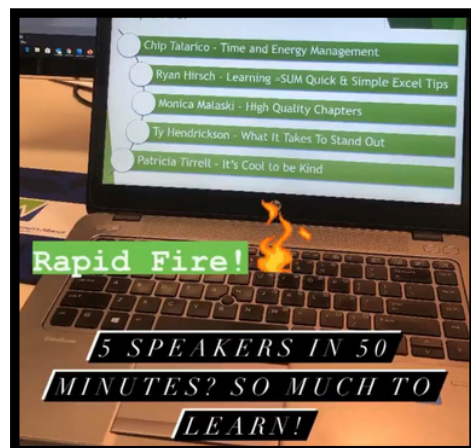 Chip Talarico - Time and Energy Management
Ryan Hirsch - Learning =SUM Quick & Simple Excel Tips
Monica Malaski - High Quality Chapters
Ty Hendrickson - What It Takes To Stand Out
Patricia Tirrell - It's Cool to be Kind
Rapid Fire!
5 SPEAKERS IN 50
MINUTES? SO MUCH TO
LEARN!